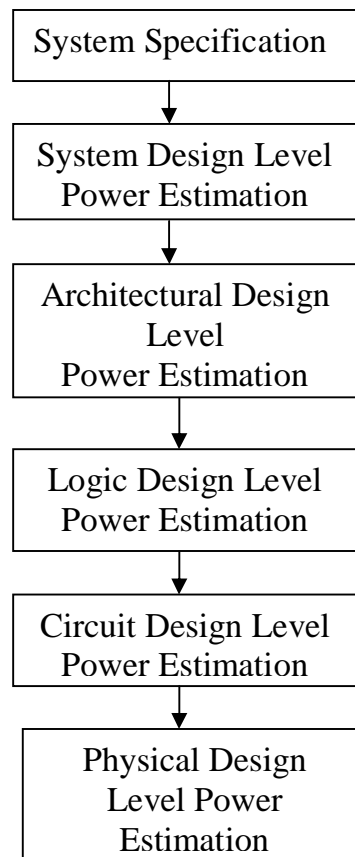 System Specification
System Design Level
Power Estimation
Architectural Design
Level
Power Estimation
Logic Design Level
Power Estimation
Circuit Design Level
Power Estimation
Physical Design
Level Power
Estimation